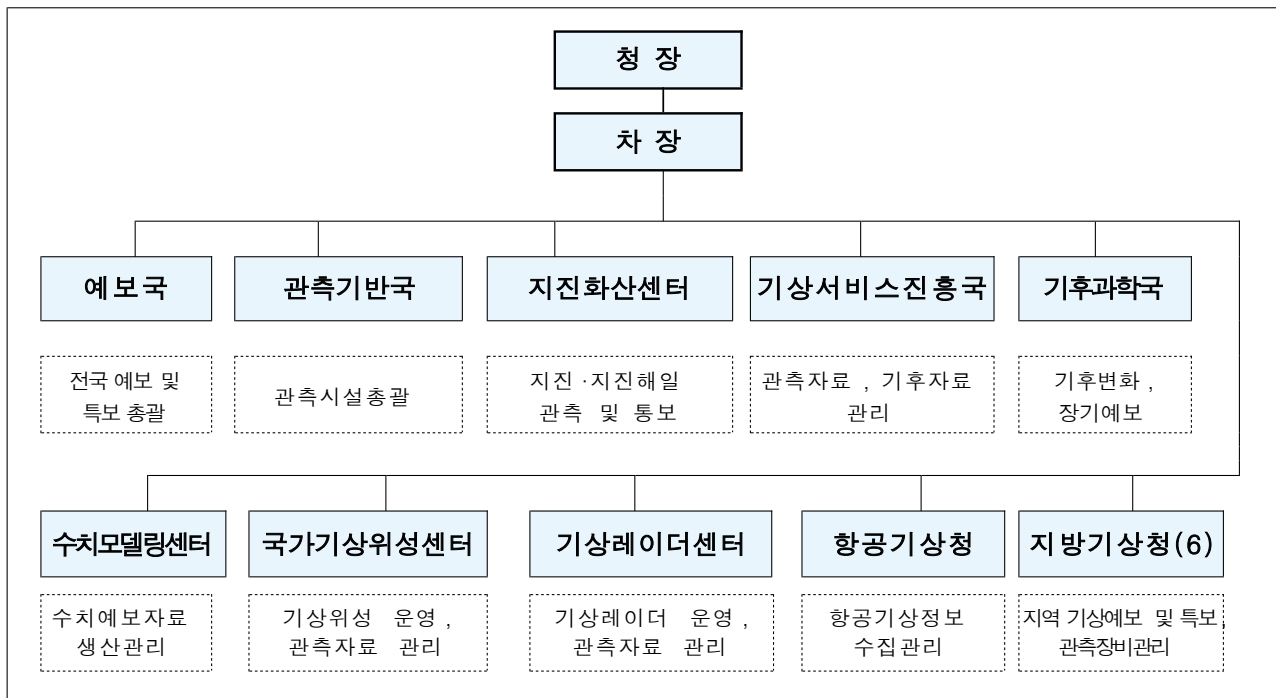 청 장
차 장
예보국
관측기반국
지진화산센터
기상서비스진흥국
기후과학국
전국 예보 및
특보 총괄
관측시설총괄
지진·지진해일
관측 및 통보
관측자료, 기후자료
관리
기후변화,
장기예보
수치모델링센터
국가기상위성센터
기상레이더센터
항공기상청
지방기상청(6)
수치예보자료
생산관리
기상위성 운영,
관측자료 관리
기상레이더 운영,
관측자료 관리
항공기상정보
수집관리
지역 기상예보 및 특보,
관측장비관리